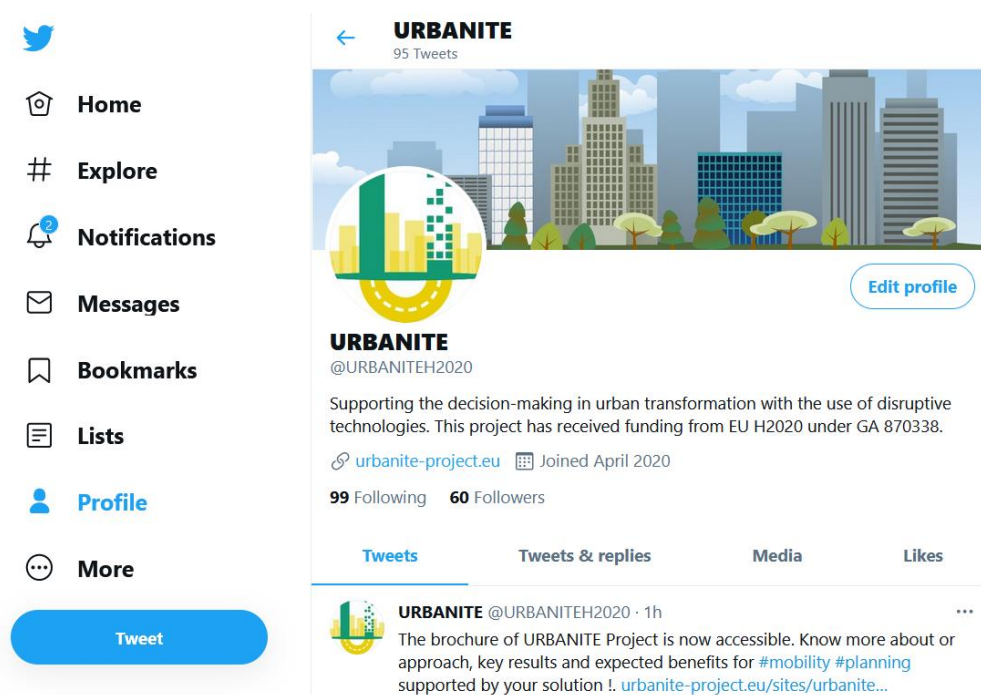 Home
Explore
2
Notifications
Messages
Bookmarks
Lists
Profile
More
Tweet
URBANITE
95 Tweets
Edit profile
URBANITE
@URBANITEH2020
Supporting the decision-making in urban transformation with the use of disruptive
technologies. This project has received funding from EU H2020 under GA 870338.
urbanite-project.eu Joined April 2020
99 Following 60 Followers
Tweets Tweets & replies Media Likes
URBANITE @URBANITEH2020 · 1h ···
The brochure of URBANITE Project is now accessible. Know more about or
approach, key results and expected benefits for #mobility #planning
supported by your solution !. urbanite-project.eu/sites/urbanite...